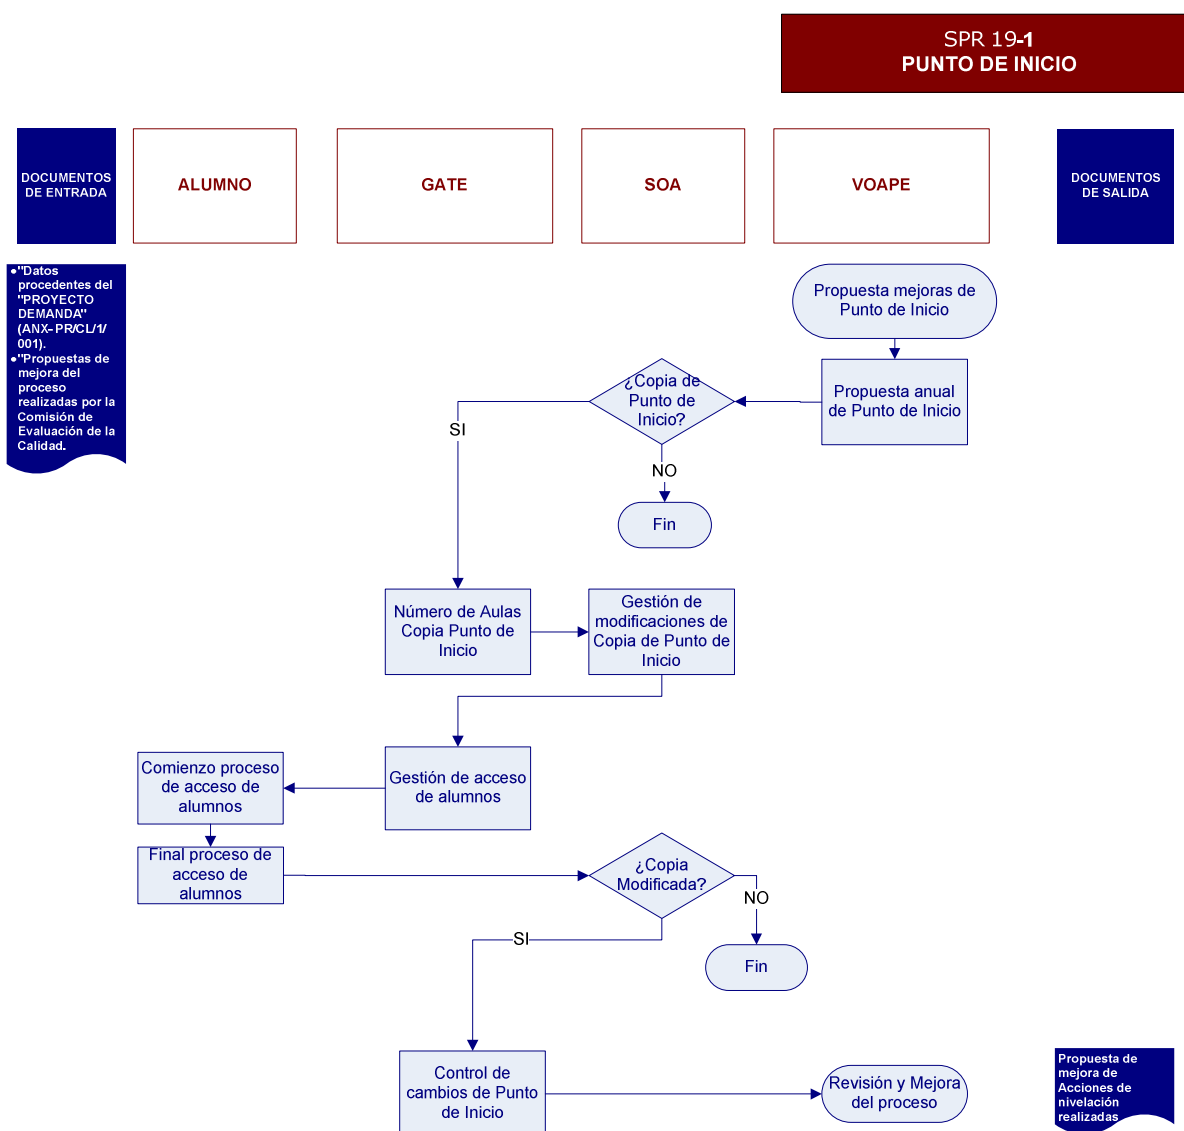 SPR 19-1
PUNTO DE INICIO
DOCUMENTOS
DE ENTRADA
ALUMNO
GATE
SOA
VOAPE
DOCUMENTOS
DE SALIDA
•"Datos
procedentes del
"PROYECTO
DEMANDA"
(ANX-PR/CL/1/
001).
•"Propuestas de
mejora del
proceso
realizadas por la
Comisión de
Evaluación de la
Calidad.
Propuesta mejoras de
Punto de Inicio
Propuesta anual
de Punto de Inicio
¿Copia de
Punto de
Inicio?
SI
NO
Fin
Número de Aulas
Copia Punto de
Inicio
Gestión de
modificaciones de
Copia de Punto de
Inicio
Gestión de acceso
de alumnos
Comienzo proceso
de acceso de
alumnos
Final proceso de
acceso de
alumnos
¿Copia
Modificada?
NO
SI
Fin
Control de
cambios de Punto
de Inicio
Revisión y Mejora
del proceso
Propuesta de
mejora de
Acciones de
nivelación
realizadas